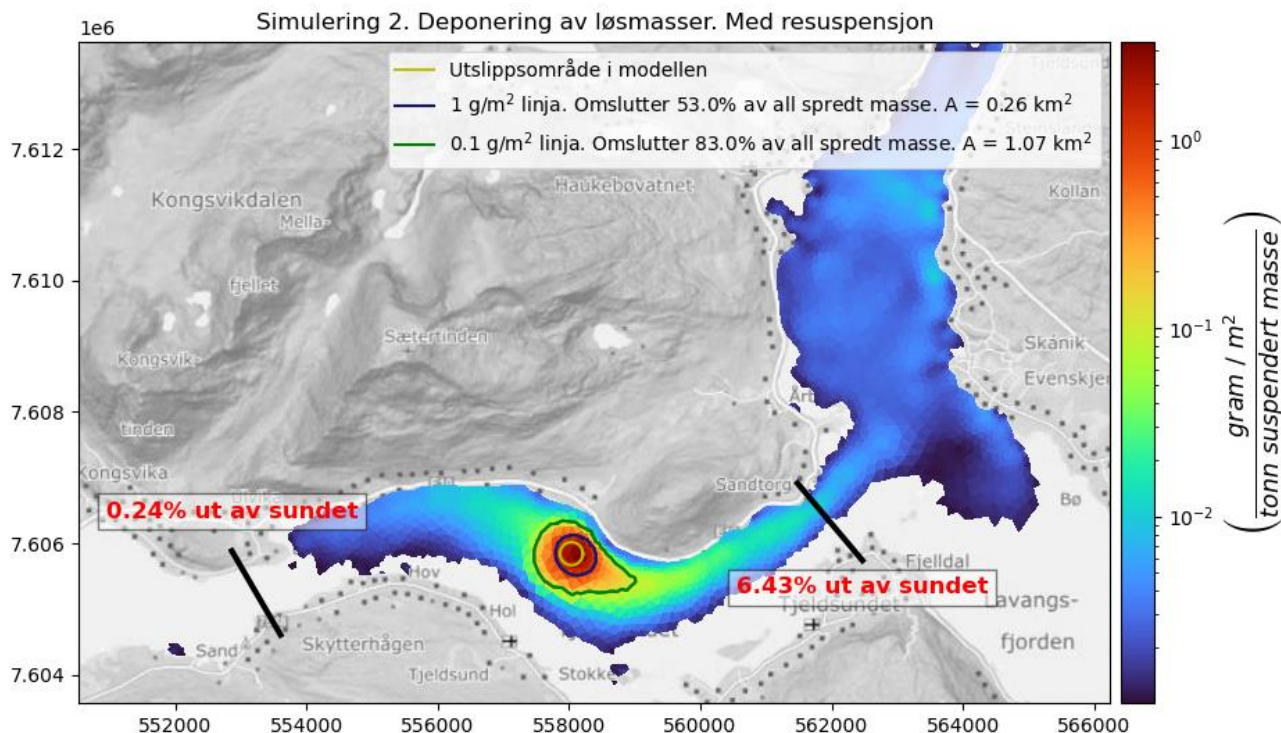 Simulering 2. Deponering av løsmasser. Med resuspensjon
1e6
Utslippsområde i modellen
1 g/m² linja. Omslutter 53.0% av all spredt masse. A = 0.26 km²
0.1 g/m² linja. Omslutter 83.0% av all spredt masse. A = 1.07 km²
Tjeldsund
7.612
7.610
7.608
7.606
7.604
Haukebøvatnet
Kollan
Kongsvikdalen
Mella-
fjellet
Sætertinden
Kongsvik-
tinden
Skånik
Evenskjer
Kongsvika
Sandtorg
Bø
0.24% ut av sundet
6.43% ut av sundet
Hov
Hol
Fjelldal
Tjeldsundet
Lavangs-
fjorden
Sand
Skytterhågen
Tjeldsund
Stokke
552000 554000 556000 558000 560000 562000 564000 566000
10⁰
10⁻¹
10⁻²
gram / m²
tonn suspendert masse